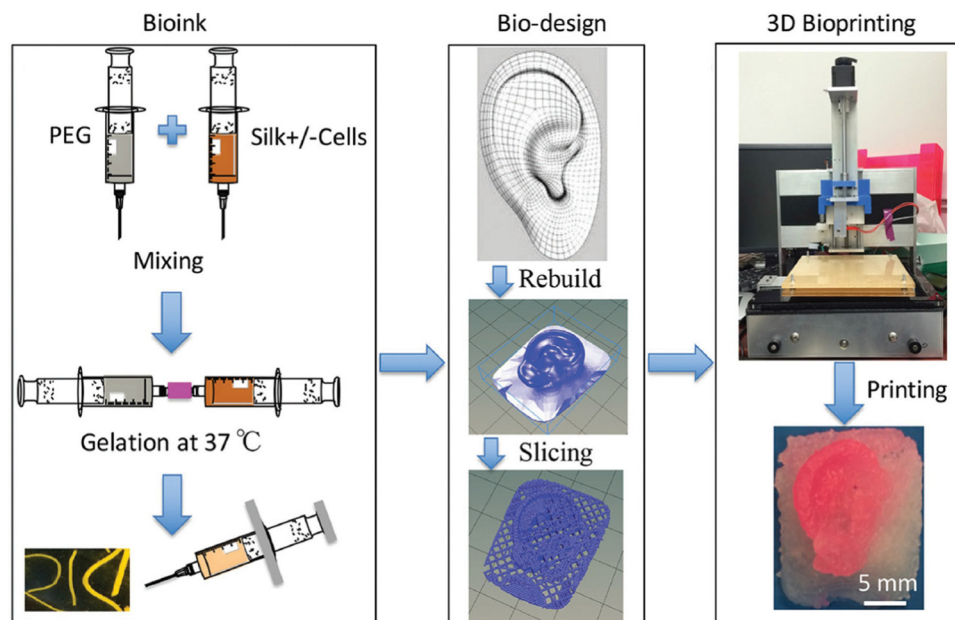 Bioink
PEG
Silk+/-Cells
Mixing
Gelation at 37 ℃
Bio-design
Rebuild
Slicing
3D Bioprinting
Printing
5 mm